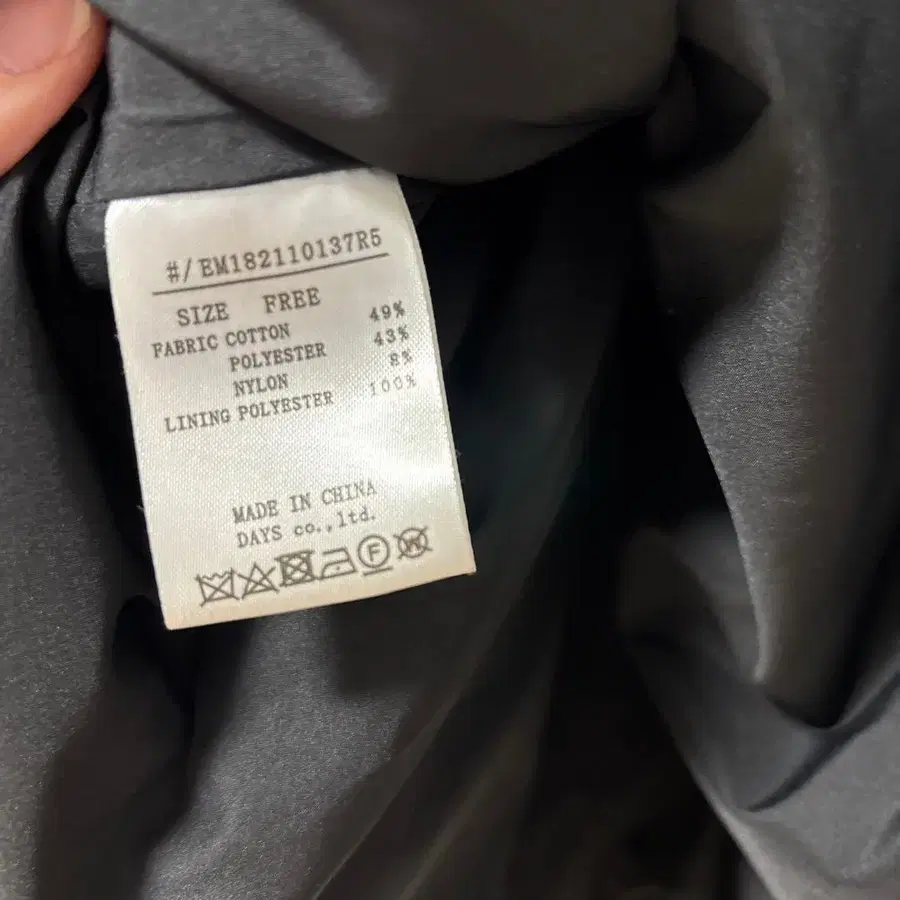 #/EM182110137R5
SIZE FREE
FABRIC COTTON 49%
POLYESTER 43%
NYLON 8%
LINING POLYESTER 100%
MADE IN CHINA
DAYS co.,ltd.
F W